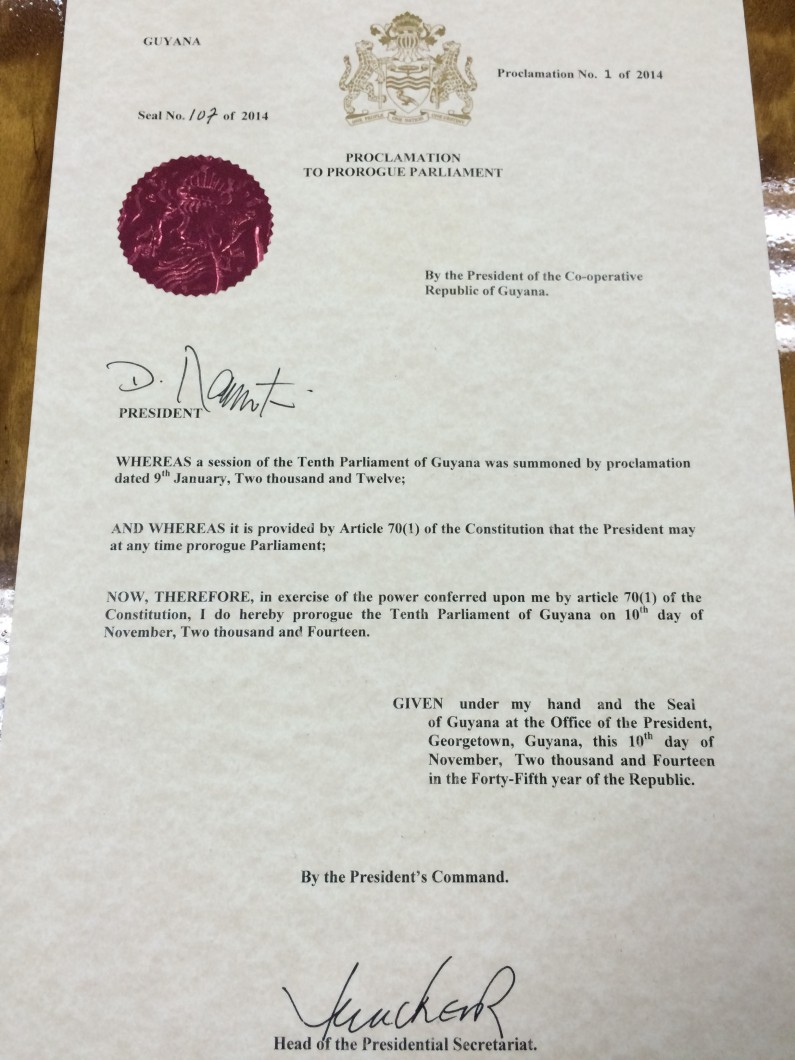 GUYANA
Proclamation No. 1 of 2014
Seal No. 107 of 2014
PROCLAMATION
TO PROROGUE PARLIAMENT
By the President of the Co-operative
Republic of Guyana.
PRESIDENT
WHEREAS a session of the Tenth Parliament of Guyana was summoned by proclamation
dated 9th January, Two thousand and Twelve;
AND WHEREAS it is provided by Article 70(1) of the Constitution that the President may
at any time prorogue Parliament;
NOW, THEREFORE, in exercise of the power conferred upon me by article 70(1) of the
Constitution, I do hereby prorogue the Tenth Parliament of Guyana on 10th day of
November, Two thousand and Fourteen.
GIVEN under my hand and the Seal
of Guyana at the Office of the President,
Georgetown, Guyana, this 10th day of
November, Two thousand and Fourteen
in the Forty-Fifth year of the Republic.
By the President's Command.
Head of the Presidential Secretariat.